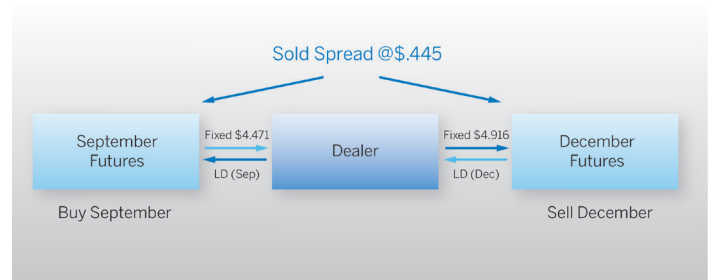 Sold Spread @$.445
September
Futures
Fixed $4.471
LD (Sep)
Dealer
Fixed $4.916
LD (Dec)
December
Futures
Buy September
Sell December